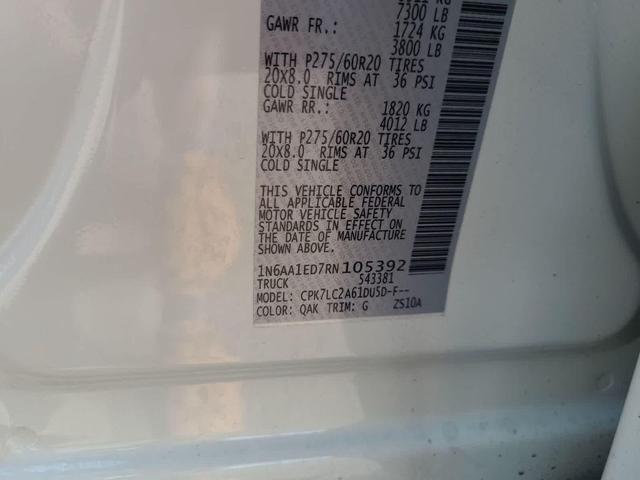 7300 LB
GAWR FR.: 1724 KG
3800 LB
WITH P275/60R20 TIRES
20X8.0 RIMS AT 36 PSI
COLD SINGLE
GAWR RR.: 1820 KG
4012 LB
WITH P275/60R20 TIRES
20X8.0 RIMS AT 36 PSI
COLD SINGLE
THIS VEHICLE CONFORMS TO
ALL APPLICABLE FEDERAL
MOTOR VEHICLE SAFETY
STANDARDS IN EFFECT ON
THE DATE OF MANUFACTURE
SHOWN ABOVE.
1N6AA1ED7RN105392
TRUCK 543381
MODEL: CPK7LC2A61DU5D-F--
COLOR: QAK TRIM: G ZS10A